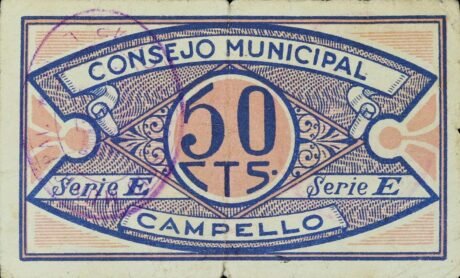 CONSEJO MUNICIPAL
50
CTS.
Serie E
Serie E
CAMPELLO